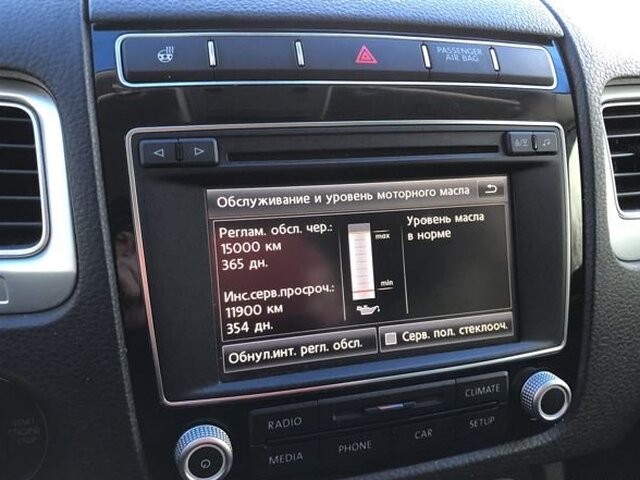 PASSENGER
AIR BAG
Обслуживание и уровень моторного масла
Реглам. обсл. чер.:
15000 км
365 дн.
Инс.серв.просроч.:
11900 км
354 дн.
max
min
Уровень масла
в норме
Обнул.инт. регл. обсл.
Серв. пол. стеклооч.
RADIO
CLIMATE
MEDIA
PHONE
CAR
SETUP
ENGINE